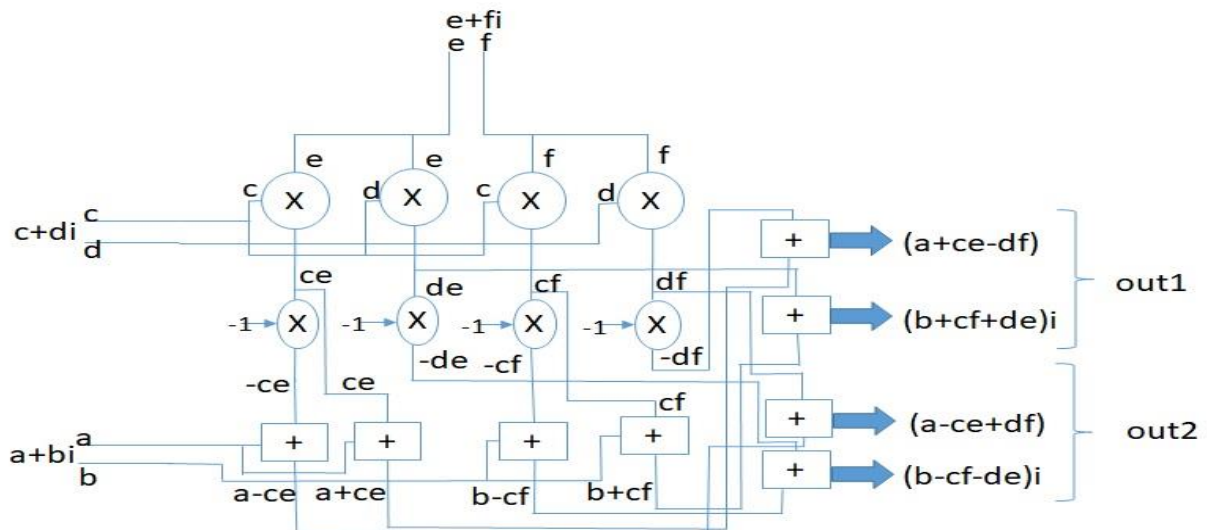 e+fi
e f
e e f f
c X d X c X d X
c+di c
d
+ (a+ce-df)
out1
ce de cf df
-1 X -1 X -1 X -1 X
+ (b+cf+de)i
-de -cf -df
-ce ce
cf
+ (a-ce+df)
out2
a+bi a
+ + + +
b
+ (b-cf-de)i
a-ce a+ce b-cf b+cf